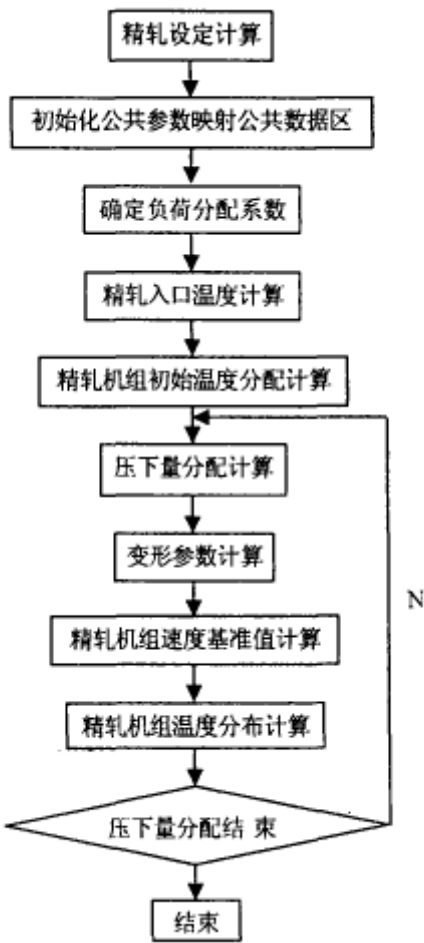 精轧设定计算
初始化公共参数映射公共数据区
确定负荷分配系数
精轧入口温度计算
精轧机组初始温度分配计算
压下量分配计算
变形参数计算
N
精轧机组速度基准值计算
精轧机组温度分布计算
压下量分配结 束
结束